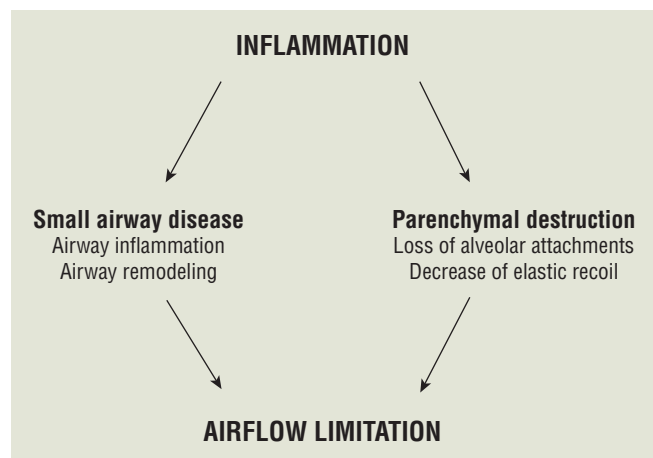 INFLAMMATION
Small airway disease
Airway inflammation
Airway remodeling
Parenchymal destruction
Loss of alveolar attachments
Decrease of elastic recoil
AIRFLOW LIMITATION